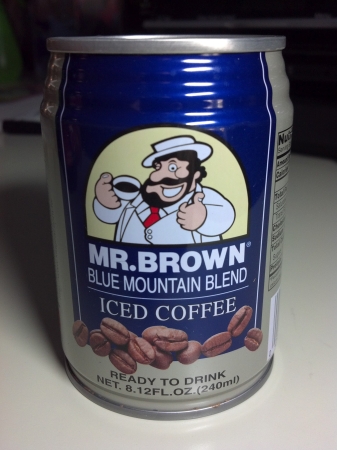 MR.BROWN®
BLUE MOUNTAIN BLEND
ICED COFFEE
READY TO DRINK
NET. 8.12FL.OZ.(240ml)